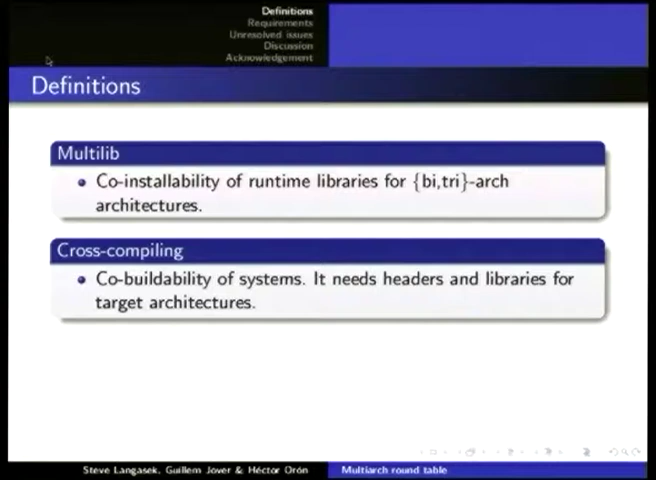 Definitions
Requirements
Unresolved issues
Discussion
Acknowledgement
Definitions
Multilib
Co-installability of runtime libraries for {bi,tri}-arch
architectures.
Cross-compiling
Co-buildability of systems. It needs headers and libraries for
target architectures.
Steve Langasek, Guillem Jover & Héctor Orón
Multiarch round table